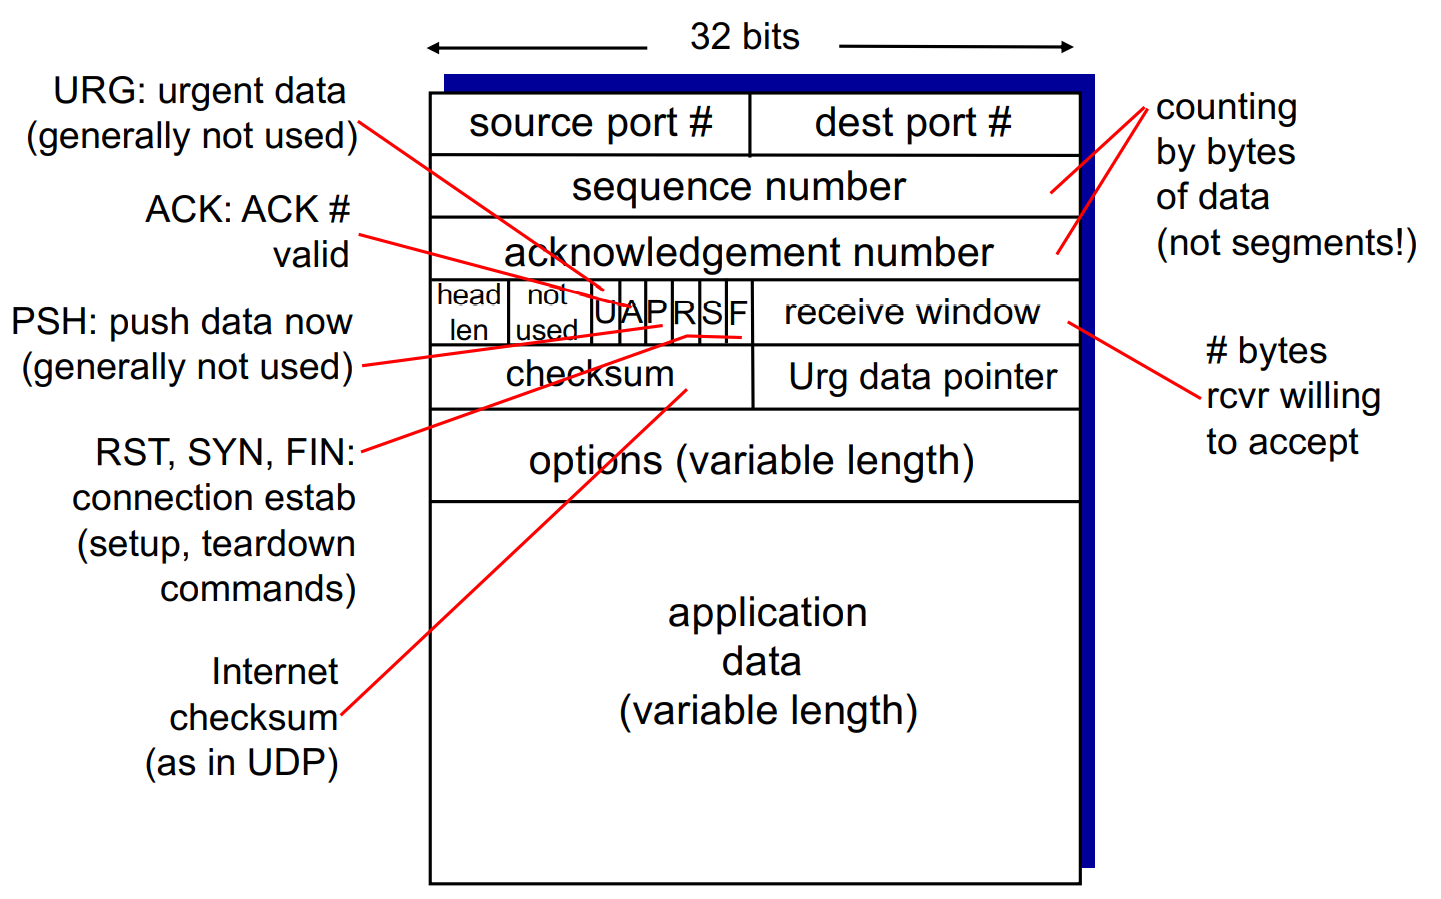 32 bits
URG: urgent data
(generally not used)
ACK: ACK #
valid
PSH: push data now
(generally not used)
RST, SYN, FIN:
connection estab
(setup, teardown
commands)
Internet
checksum
(as in UDP)
source port #
dest port #
sequence number
acknowledgement number
head
len
not
used
U
A
P
R
S
F
receive window
checksum
Urg data pointer
options (variable length)
application
data
(variable length)
counting
by bytes
of data
(not segments!)
# bytes
rcvr willing
to accept